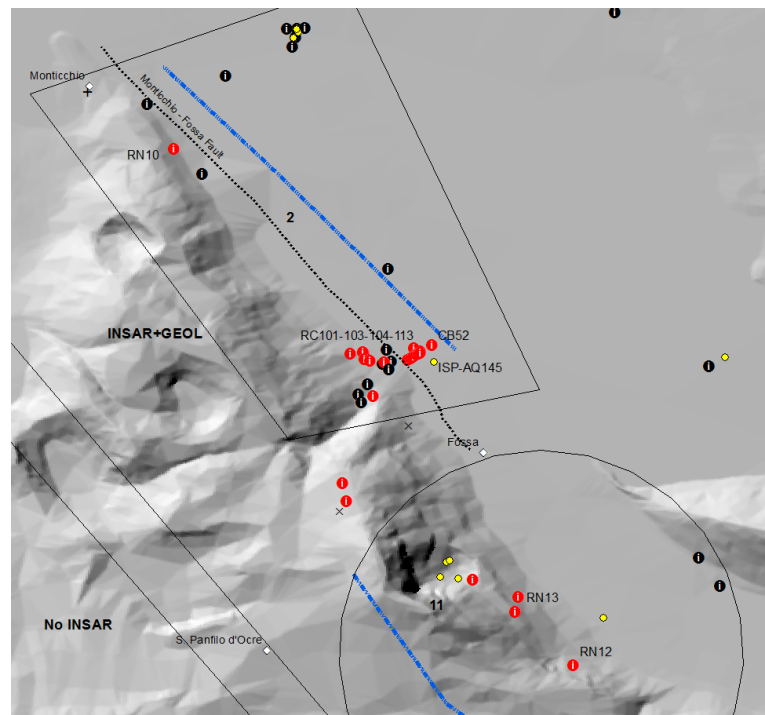 Monticchio
Monticchio - Fossa Fault
RN10
2
INSAR+GEOL
RC101-103-104-113
CB52
ISP-AQ145
Fossa
No INSAR
11
RN13
S. Panfilo d'Ocre
RN12